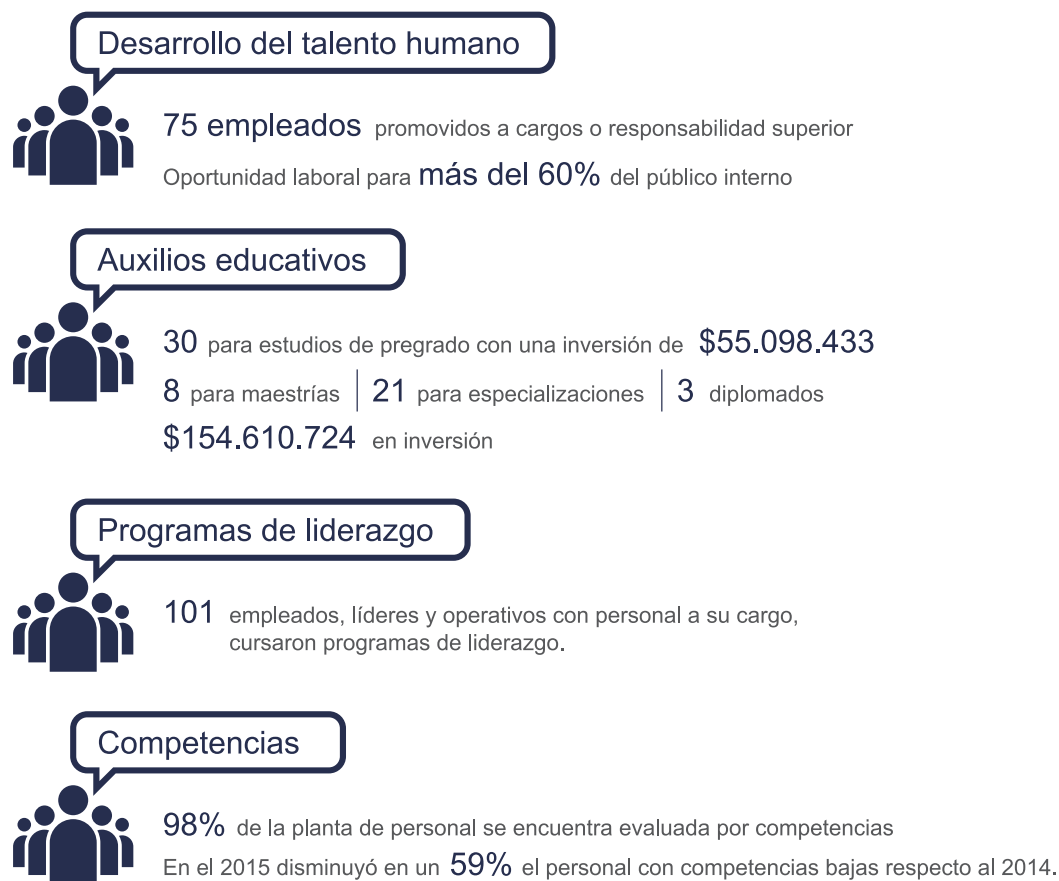 Desarrollo del talento humano
75 empleados promovidos a cargos o responsabilidad superior
Oportunidad laboral para más del 60% del público interno
Auxilios educativos
30 para estudios de pregrado con una inversión de $55.098.433
8 para maestrías | 21 para especializaciones | 3 diplomados
$154.610.724 en inversión
Programas de liderazgo
101 empleados, líderes y operativos con personal a su cargo,
cursaron programas de liderazgo.
Competencias
98% de la planta de personal se encuentra evaluada por competencias
En el 2015 disminuyó en un 59% el personal con competencias bajas respecto al 2014.